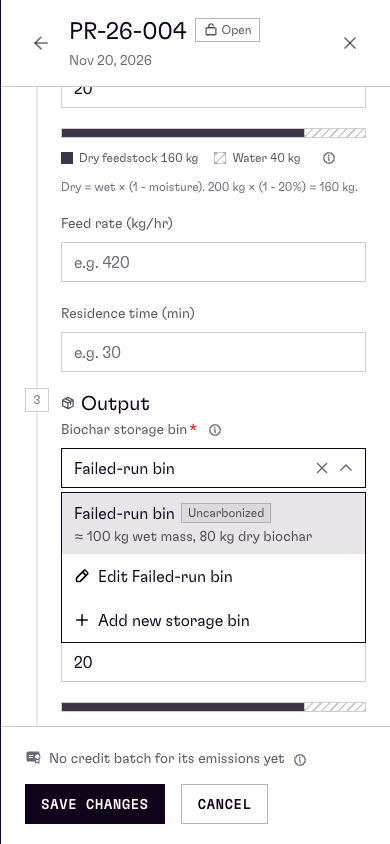 PR-26-004 Open
Nov 20, 2026
20
Dry feedstock 160 kg Water 40 kg
Dry = wet × (1 - moisture). 200 kg × (1 - 20%) = 160 kg.
Feed rate (kg/hr)
e.g. 420
Residence time (min)
e.g. 30
3 Output
Biochar storage bin *
Failed-run bin
Failed-run bin Uncarbonized
≈ 100 kg wet mass, 80 kg dry biochar
Edit Failed-run bin
+ Add new storage bin
20
No credit batch for its emissions yet
SAVE CHANGES CANCEL